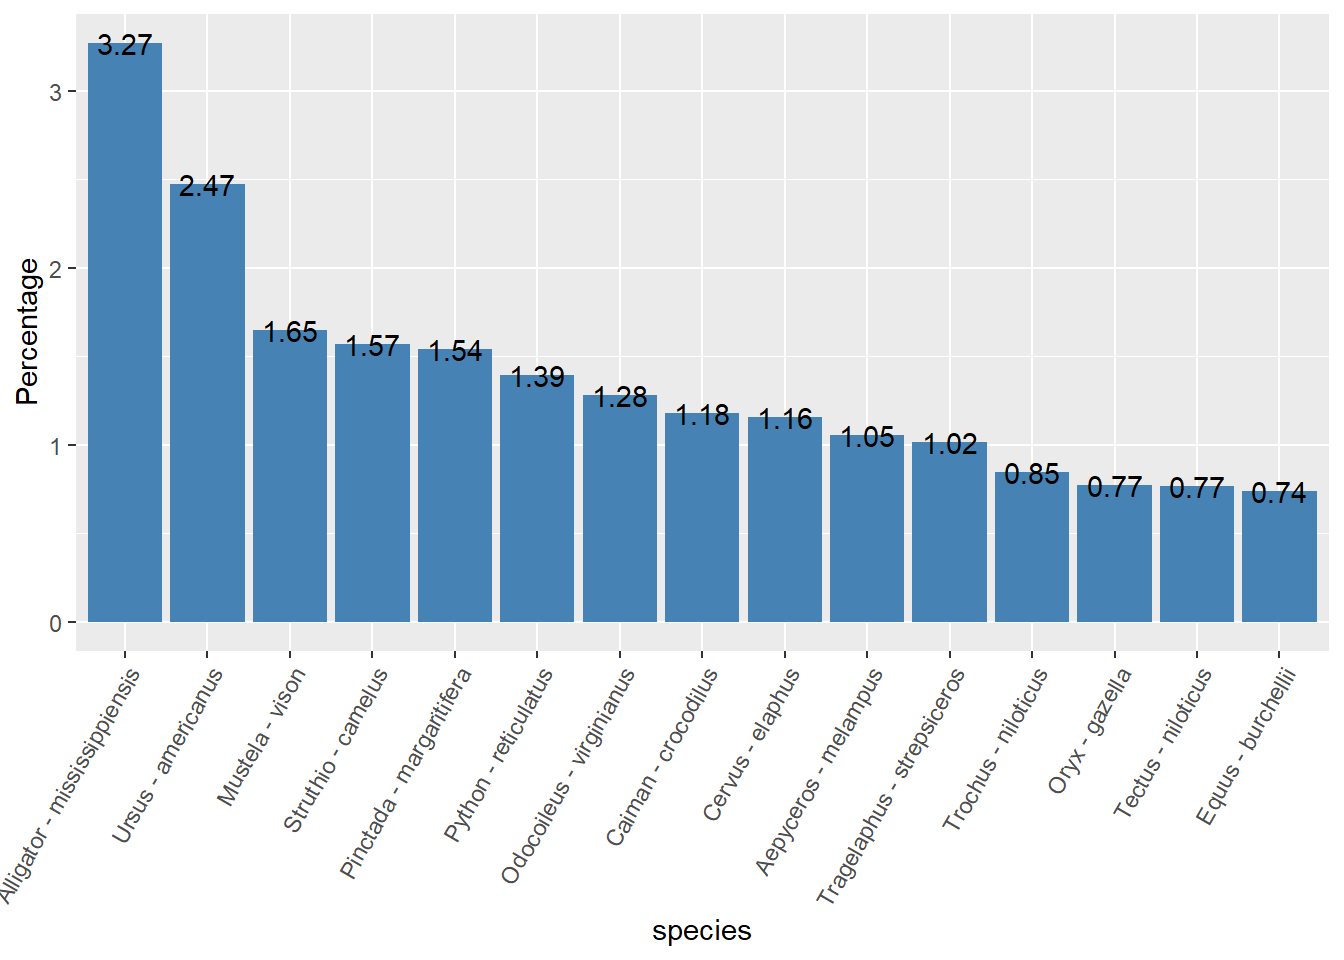 Percentage
3
2
1
0
3.27
2.47
1.65
1.57
1.54
1.39
1.28
1.18
1.16
1.05
1.02
0.85
0.77
0.77
0.74
Alligator - mississippiensis
Ursus - americanus
Mustela - vison
Struthio - camelus
Pinctada - margaritifera
Python - reticulatus
Odocoileus - virginianus
Caiman - crocodilus
Cervus - elaphus
Aepyceros - melampus
Tragelaphus - strepsiceros
Trochus - niloticus
Oryx - gazella
Tectus - niloticus
Equus - burchellii
species